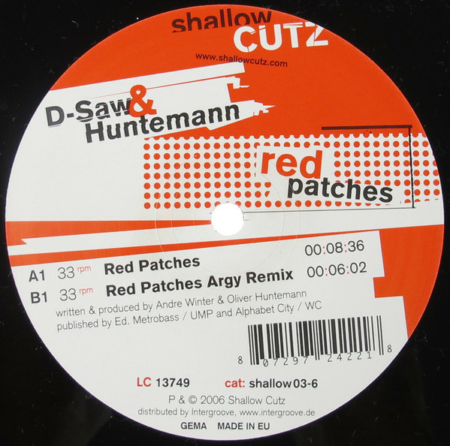 shallow
CUTZ
www.shallowcutz.com
D-Saw&
Huntemann
red
patches
A1 33 rpm Red Patches 00:08:36
B1 33 rpm Red Patches Argy Remix 00:06:02
written & produced by Andre Winter & Oliver Huntemann
published by Ed. Metrobass / UMP and Alphabet City / WC
8 07297 24221 8
LC 13749 cat: shallow03-6
P & © 2006 Shallow Cutz
distributed by Intergroove, www.intergroove.de
GEMA MADE IN EU